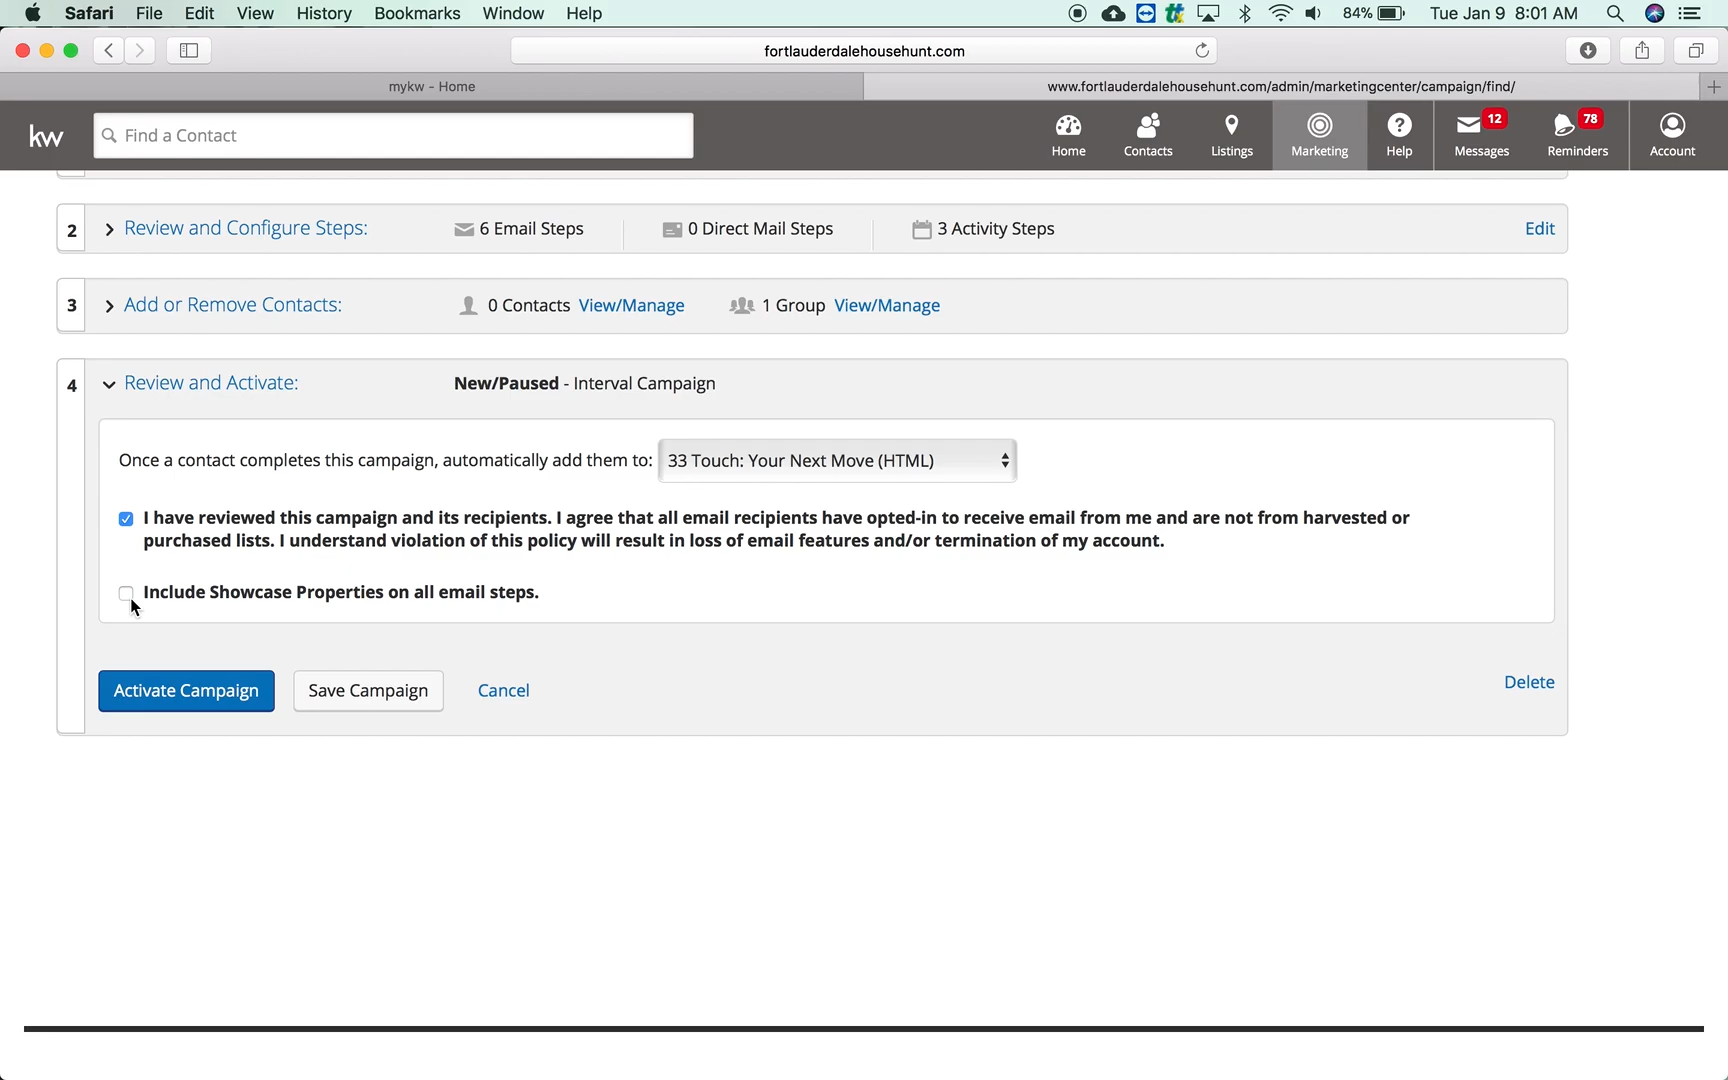 Safari File Edit View History Bookmarks Window Help 84% Tue Jan 9 8:01 AM
fortlauderdalehousehunt.com
mykw - Home www.fortlauderdalehousehunt.com/admin/marketingcenter/campaign/find/
kw Find a Contact Home Contacts Listings Marketing Help 12 Messages 78 Reminders Account
2 Review and Configure Steps: 6 Email Steps 0 Direct Mail Steps 3 Activity Steps Edit
3 Add or Remove Contacts: 0 Contacts View/Manage 1 Group View/Manage
4 Review and Activate: New/Paused - Interval Campaign
Once a contact completes this campaign, automatically add them to: 33 Touch: Your Next Move (HTML)
I have reviewed this campaign and its recipients. I agree that all email recipients have opted-in to receive email from me and are not from harvested or
purchased lists. I understand violation of this policy will result in loss of email features and/or termination of my account.
Include Showcase Properties on all email steps.
Activate Campaign Save Campaign Cancel Delete